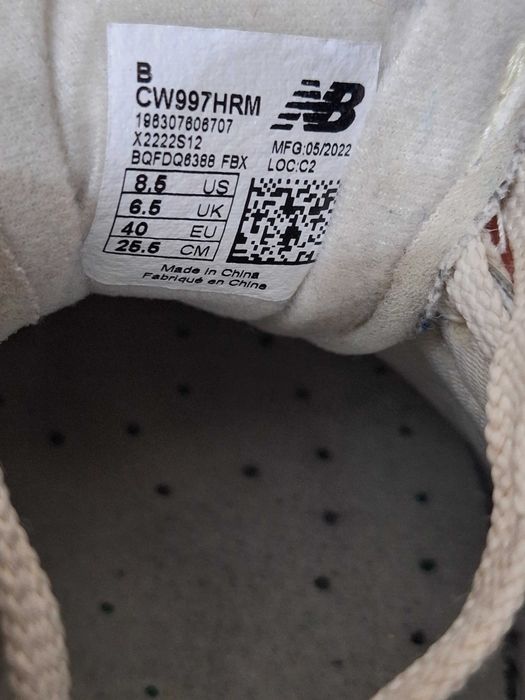 B
CW997HRM
196307606707
X2222S12
BQFDQ6388 FBX
NB
MFG:05/2022
LOC:C2
8.5 US
6.5 UK
40 EU
25.5 CM
Made in China
Fabriqué en Chine